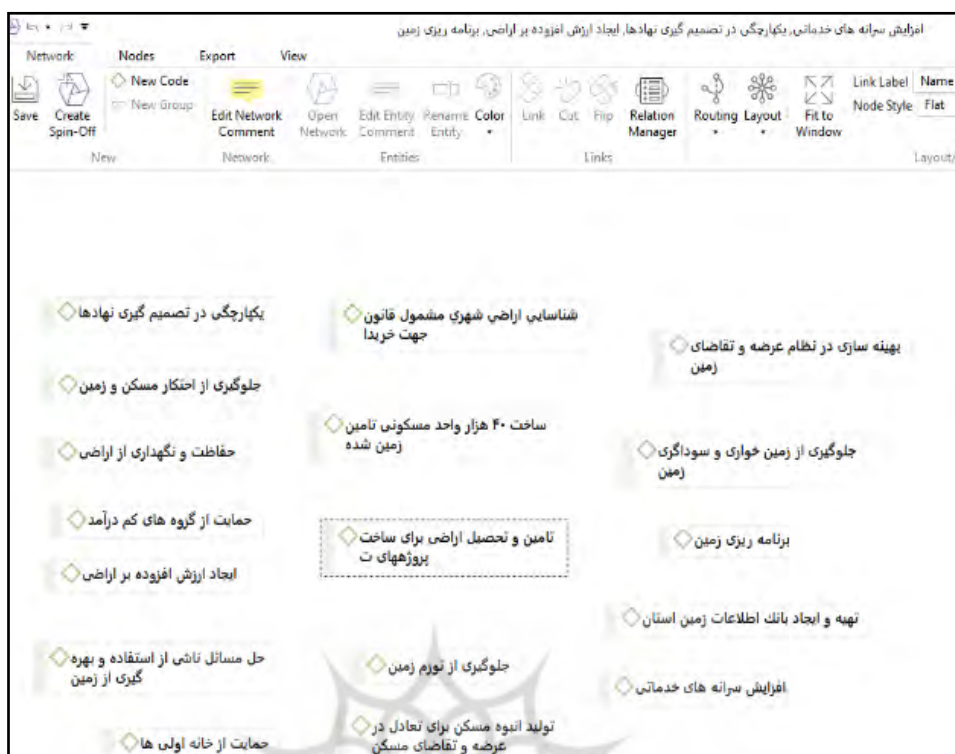 افزایش سرانه های خدماتی, یکپارچگی در تصمیم گیری نهادها, ایجاد ارزش افزوده بر اراضی, برنامه ریزی زمین
Network Nodes Export View
Save
Create Spin-Off
New Code
New Group
New
Edit Network Comment
Network
Open Network
Edit Entity Comment
Rename Entity
Color
Entities
Link
Cut
Flip
Relation Manager
Links
Routing
Layout
Fit to Window
Link Label Name
Node Style Flat
Layout/
یکپارچگی در تصمیم گیری نهادها
جلوگیری از احتکار مسکن و زمین
حفاظت و نگهداری از اراضی
حمایت از گروه های کم درآمد
ایجاد ارزش افزوده بر اراضی
حل مسائل ناشی از استفاده و بهره
گیری از زمین
حمایت از خانه اولی ها
شناسایي اراضي شهري مشمول قانون
جهت خریدا
ساخت ۴۰ هزار واحد مسکونی تامین
زمین شده
تامین و تحصیل اراضی برای ساخت
پروژههای ت
جلوگیری از تورم زمین
تولید انبوه مسکن برای تعادل در
عرضه و تقاضای مسکن
بهینه سازی در نظام عرضه و تقاضای
زمین
جلوگیری از زمین خواری و سوداگری
زمین
برنامه ریزی زمین
تهیه و ایجاد بانك اطلاعات زمین استان
افزایش سرانه های خدماتی